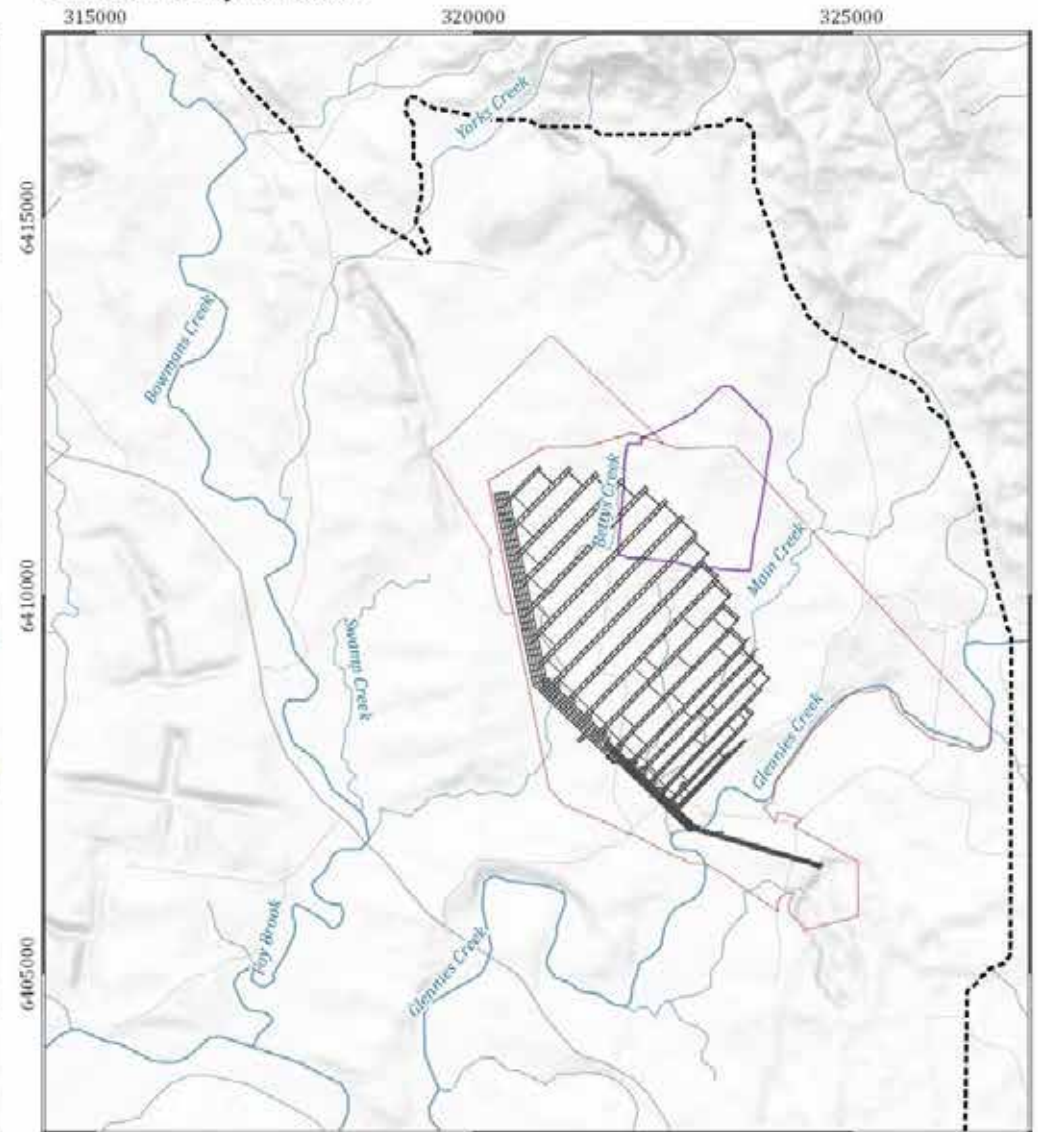 315000
320000
325000
6415000
6410000
6405000
Yorks Creek
Bowmans Creek
Bettys Creek
Main Creek
Swamp Creek
Glennies Creek
Foy Brook
Glennies Creek